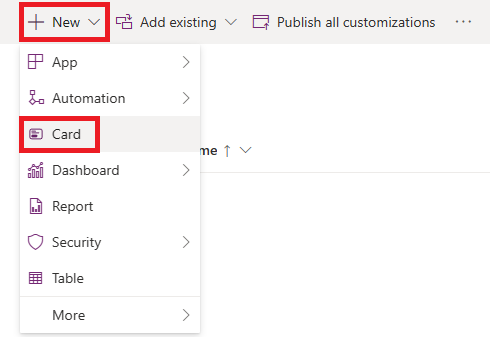 New Add existing Publish all customizations ...
App
Automation
Card
me ↑
Dashboard
Report
Security
Table
More